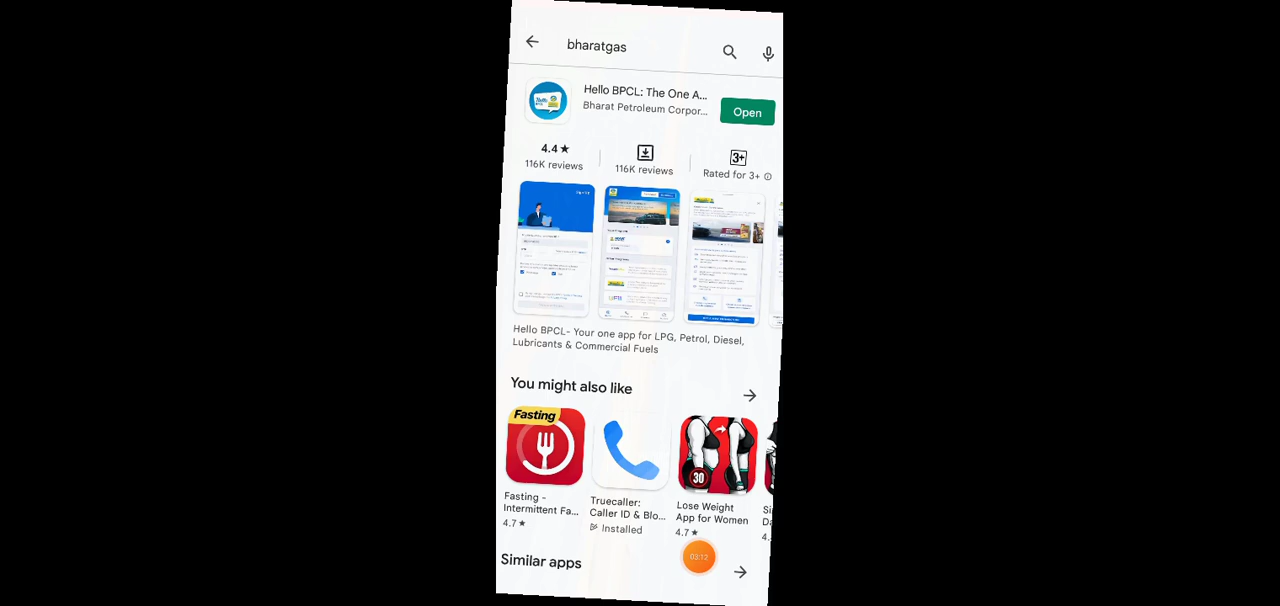 bharatgas
Hello BPCL: The One A...
Bharat Petroleum Corpor...
Open
4.4★
116K reviews
116K reviews
3+
Rated for 3+
Hello BPCL- Your one app for LPG, Petrol, Diesel,
Lubricants & Commercial Fuels
You might also like
Fasting
30
Fasting -
Intermittent Fa...
4.7★
Truecaller:
Caller ID & Blo...
Installed
Lose Weight
App for Women
4.7★
Similar apps
03:12